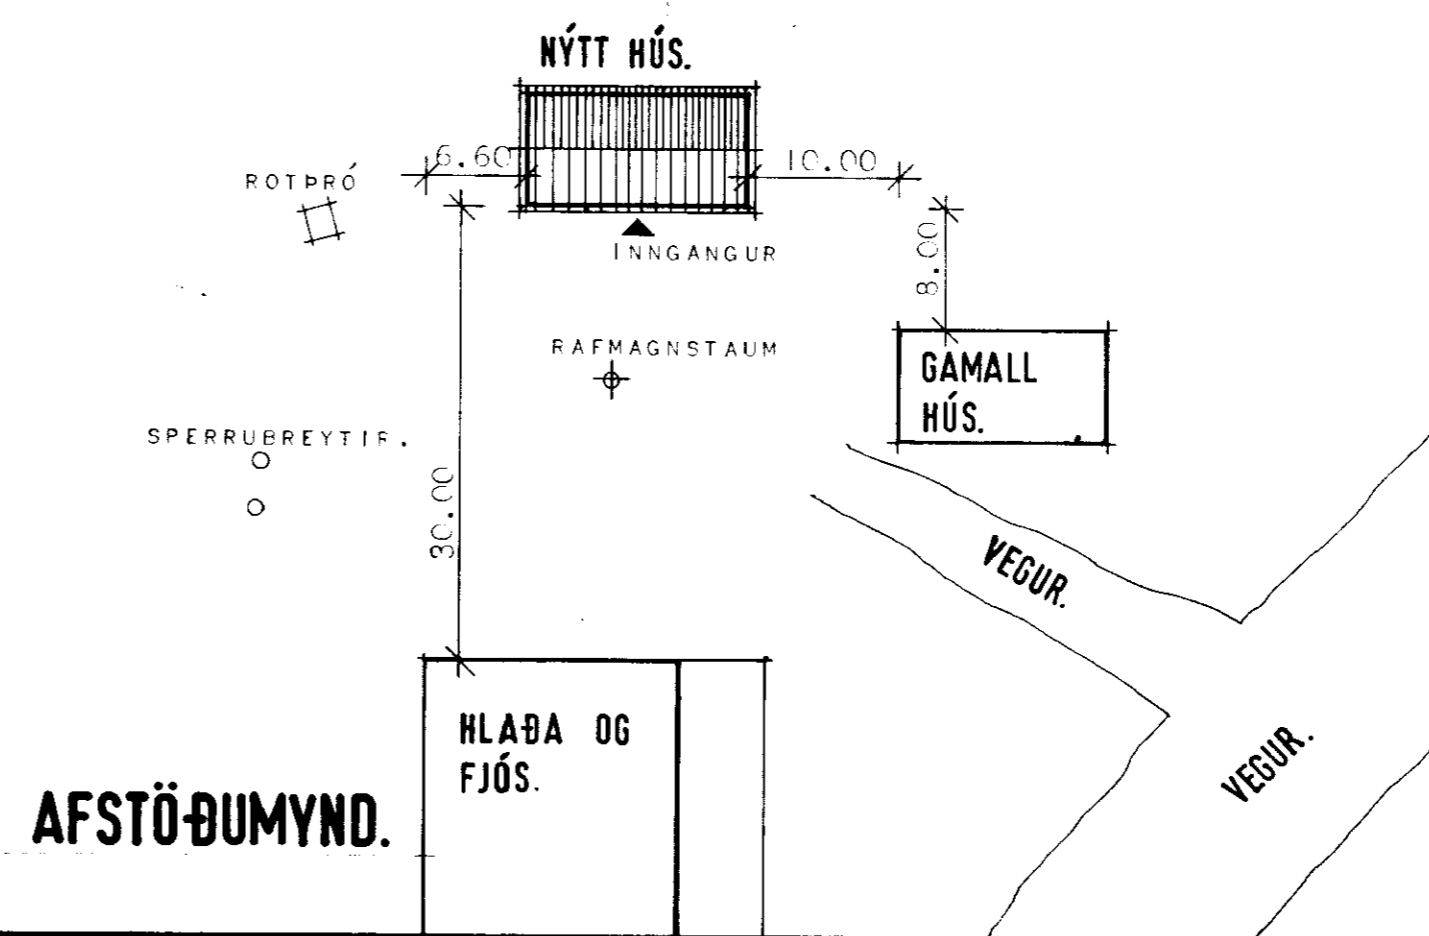 NÝTT HÚS.
6.60
10.00
ROTÞRÓ
INNGANGUR
8.00
RAFMAGNSTAUM
GAMALL
HÚS.
SPERRUBREYTIR.
30.00
VEGUR.
HLAÐA OG
FJÓS.
VEGUR.
AFSTÖÐUMYND.